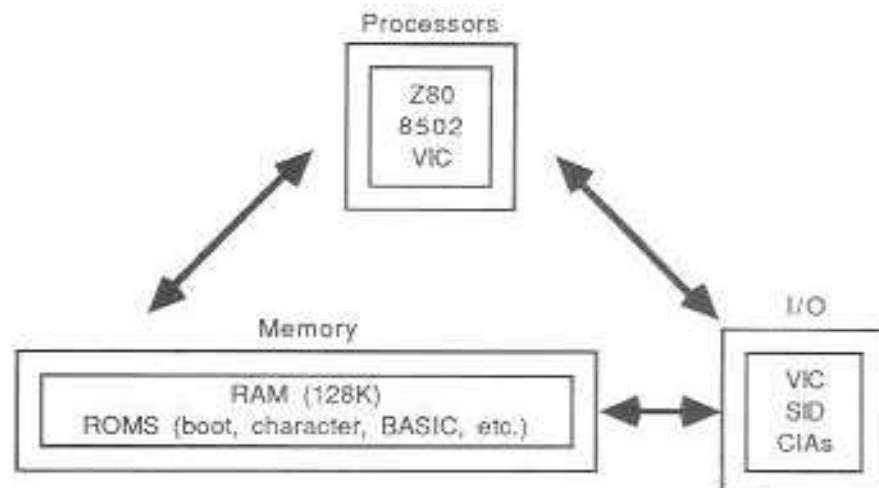 Processors
Z80
8502
VIC
Memory
RAM (128K)
ROMS (boot, character, BASIC, etc.)
I/O
VIC
SID
CIAs